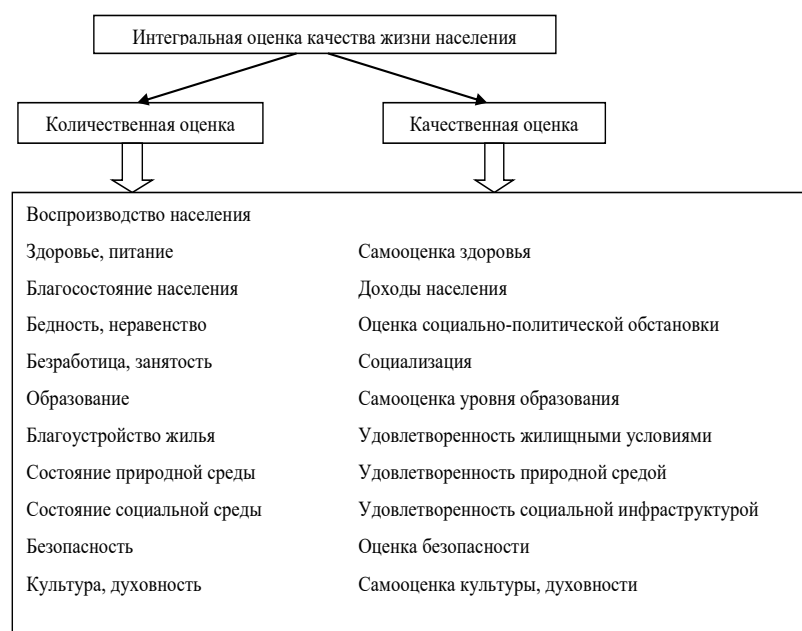 Интегральная оценка качества жизни населения
Количественная оценка
Качественная оценка
Воспроизводство населения
Здоровье, питание Самооценка здоровья
Благосостояние населения Доходы населения
Бедность, неравенство Оценка социально-политической обстановки
Безработица, занятость Социализация
Образование Самооценка уровня образования
Благоустройство жилья Удовлетворенность жилищными условиями
Состояние природной среды Удовлетворенность природной средой
Состояние социальной среды Удовлетворенность социальной инфраструктурой
Безопасность Оценка безопасности
Культура, духовность Самооценка культуры, духовности